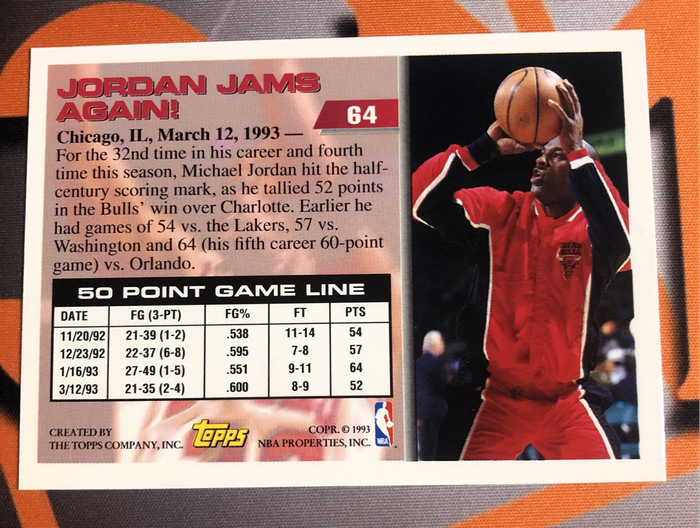 JORDAN JAMS
AGAIN!
64
Chicago, IL, March 12, 1993 —
For the 32nd time in his career and fourth
time this season, Michael Jordan hit the half-
century scoring mark, as he tallied 52 points
in the Bulls' win over Charlotte. Earlier he
had games of 54 vs. the Lakers, 57 vs.
Washington and 64 (his fifth career 60-point
game) vs. Orlando.
50 POINT GAME LINE
DATE FG (3-PT) FG% FT PTS
11/20/92 21-39 (1-2) .538 11-14 54
12/23/92 22-37 (6-8) .595 7-8 57
1/16/93 27-49 (1-5) .551 9-11 64
3/12/93 21-35 (2-4) .600 8-9 52
CREATED BY
THE TOPPS COMPANY, INC.
Topps
COPR. © 1993
NBA PROPERTIES, INC.
NBA
CHICAGO
BULLS